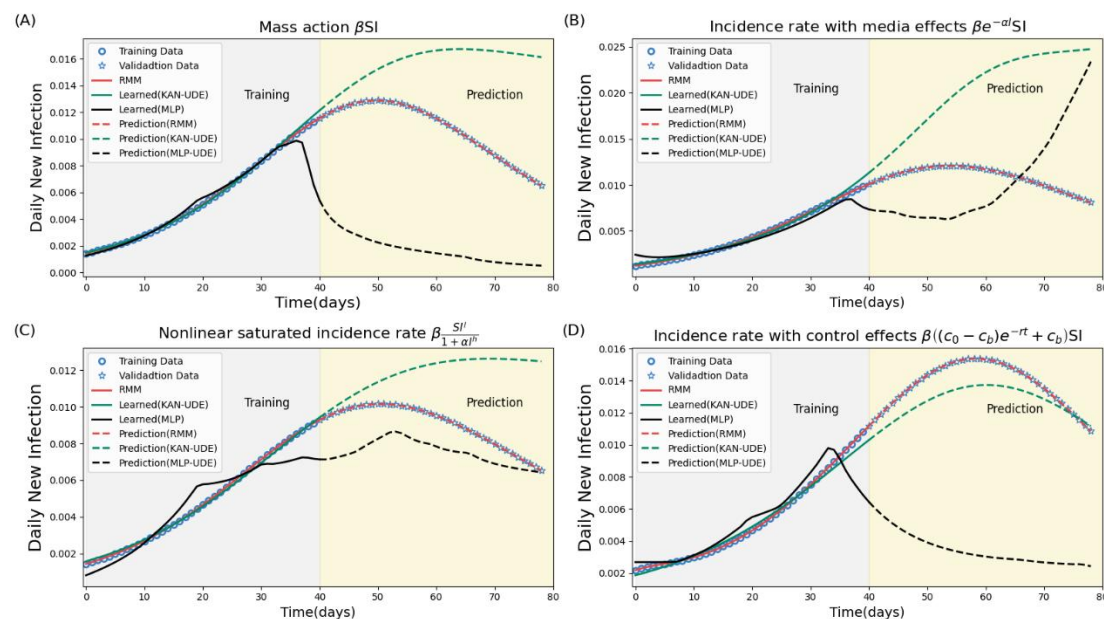 (A)
Mass action βSI
Daily New Infection
0.016
0.014
0.012
0.010
0.008
0.006
0.004
0.002
0.000
Training Data
Validadtion Data
RMM
Learned(KAN-UDE)
Learned(MLP)
Prediction(RMM)
Prediction(KAN-UDE)
Prediction(MLP-UDE)
Training
Prediction
0 10 20 30 40 50 60 70 80
Time(days)
(B)
Incidence rate with media effects βe^{-αI}SI
Daily New Infection
0.025
0.020
0.015
0.010
0.005
Training Data
Validadtion Data
RMM
Learned(KAN-UDE)
Learned(MLP)
Prediction(RMM)
Prediction(KAN-UDE)
Prediction(MLP-UDE)
Training
Prediction
0 10 20 30 40 50 60 70 80
Time(days)
(C)
Nonlinear saturated incidence rate β\frac{SI^l}{1+αI^h}
Daily New Infection
0.012
0.010
0.008
0.006
0.004
0.002
Training Data
Validadtion Data
RMM
Learned(KAN-UDE)
Learned(MLP)
Prediction(RMM)
Prediction(KAN-UDE)
Prediction(MLP-UDE)
Training
Prediction
0 10 20 30 40 50 60 70 80
Time(days)
(D)
Incidence rate with control effects β((c₀ − c_b)e^{-rt} + c_b)SI
Daily New Infection
0.016
0.014
0.012
0.010
0.008
0.006
0.004
0.002
Training Data
Validadtion Data
RMM
Learned(KAN-UDE)
Learned(MLP)
Prediction(RMM)
Prediction(KAN-UDE)
Prediction(MLP-UDE)
Training
Prediction
0 10 20 30 40 50 60 70 80
Time(days)